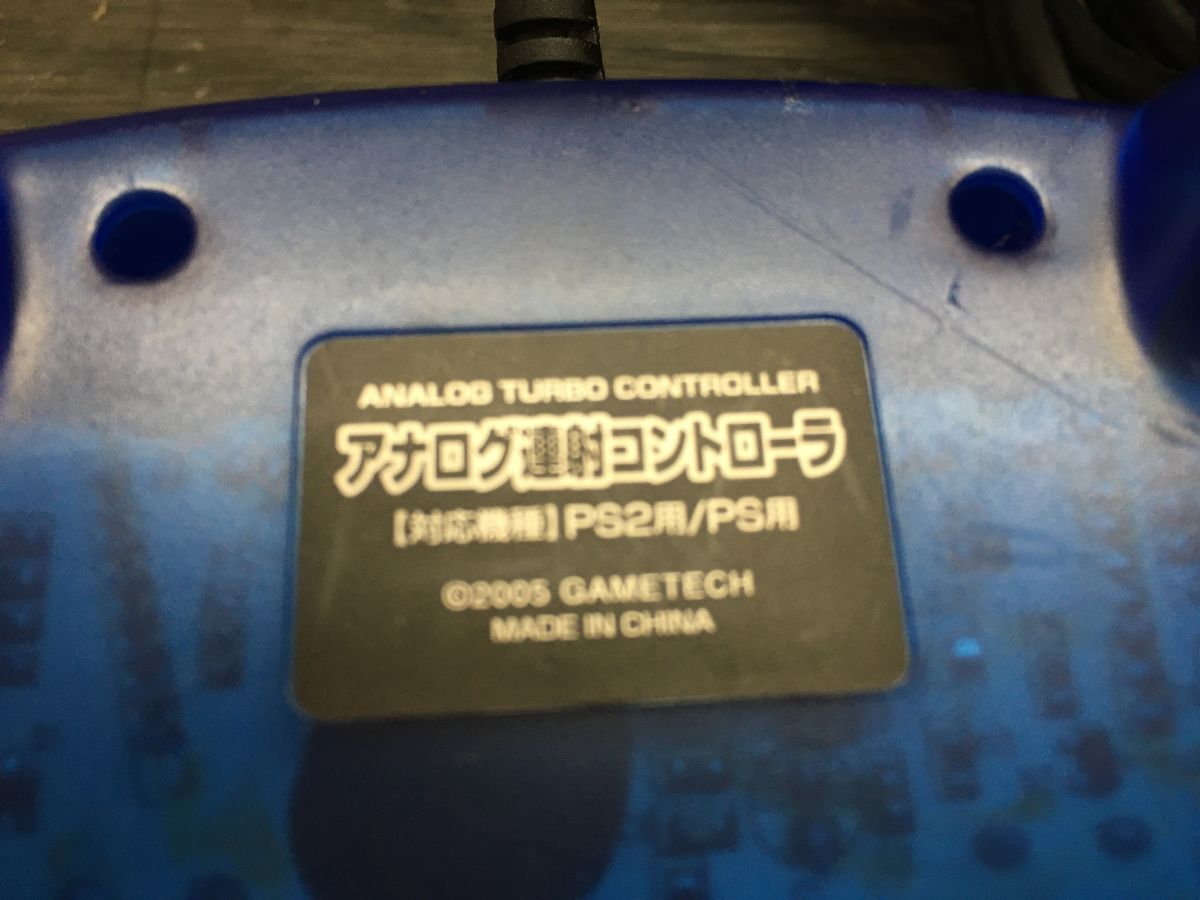 ANALOG TURBO CONTROLLER
アナログ連射コントローラ
【対応機種】PS2用/PS用
©2005 GAMETECH
MADE IN CHINA